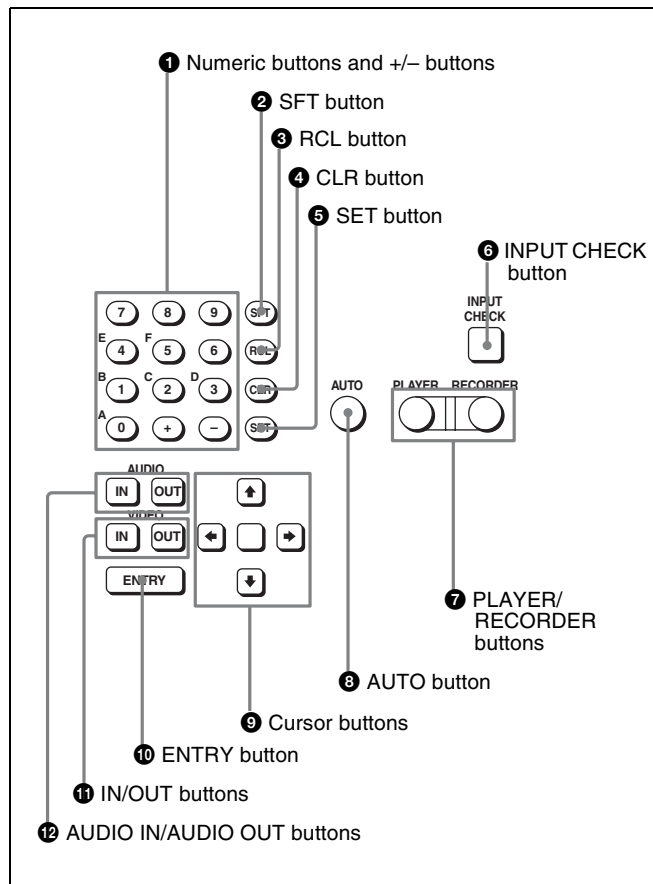 ❶ Numeric buttons and +/– buttons
❷ SFT button
❸ RCL button
❹ CLR button
❺ SET button
❻ INPUT CHECK
button
INPUT
CHECK
7 8 9 SFT
E 4 F 5 6 RCL
B 1 C 2 D 3 CLR
A 0 + – SET
AUTO PLAYER RECORDER
AUDIO
IN OUT
VIDEO
IN OUT
ENTRY
❼ PLAYER/
RECORDER
buttons
❽ AUTO button
❾ Cursor buttons
❿ ENTRY button
⓫ IN/OUT buttons
⓬ AUDIO IN/AUDIO OUT buttons